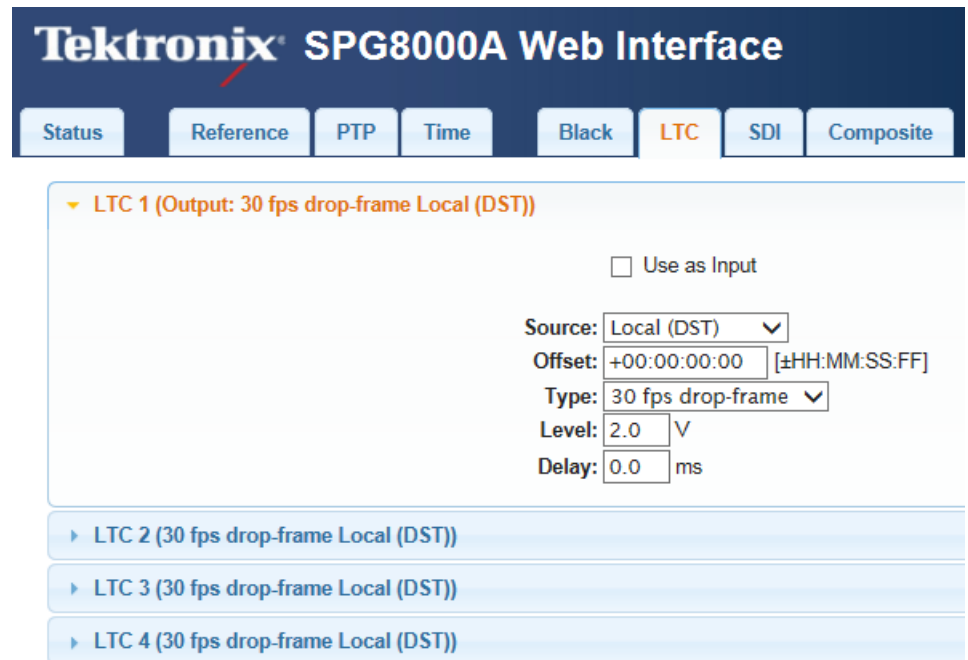 Tektronix SPG8000A Web Interface
Status Reference PTP Time Black LTC SDI Composite
LTC 1 (Output: 30 fps drop-frame Local (DST))
Use as Input
Source: Local (DST)
Offset: +00:00:00:00 [±HH:MM:SS:FF]
Type: 30 fps drop-frame
Level: 2.0 V
Delay: 0.0 ms
LTC 2 (30 fps drop-frame Local (DST))
LTC 3 (30 fps drop-frame Local (DST))
LTC 4 (30 fps drop-frame Local (DST))